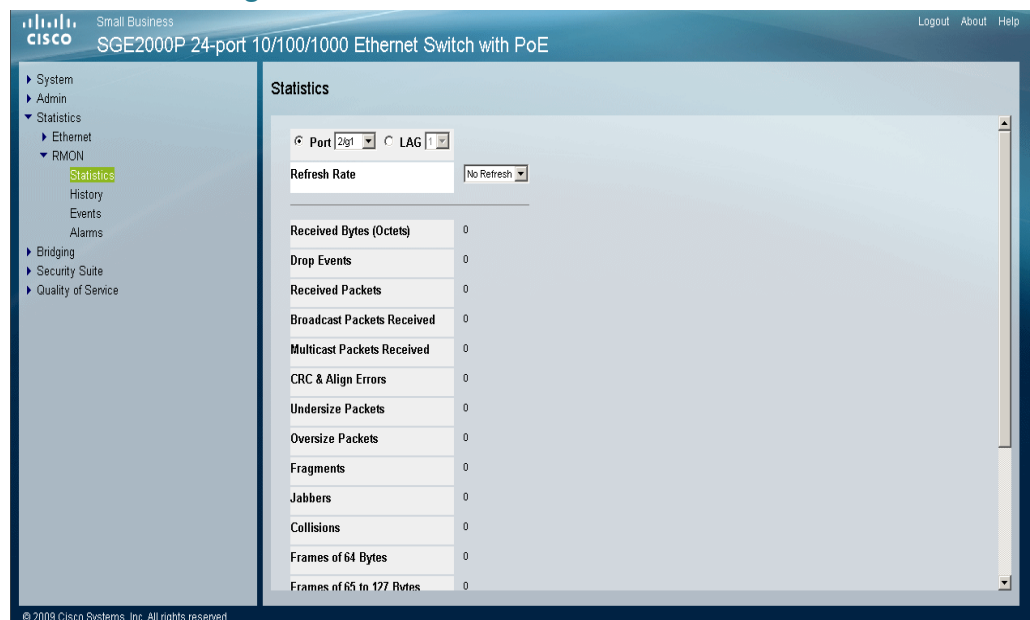 Small Business
CISCO
SGE2000P 24-port 10/100/1000 Ethernet Switch with PoE
Logout About Help
System
Admin
Statistics
Ethernet
RMON
Statistics
History
Events
Alarms
Bridging
Security Suite
Quality of Service
Statistics
Port 2/g1 LAG 1
Refresh Rate No Refresh
Received Bytes (Octets) 0
Drop Events 0
Received Packets 0
Broadcast Packets Received 0
Multicast Packets Received 0
CRC & Align Errors 0
Undersize Packets 0
Oversize Packets 0
Fragments 0
Jabbers 0
Collisions 0
Frames of 64 Bytes 0
Frames of 65 to 127 Bytes 0
© 2009 Cisco Systems, Inc. All rights reserved.